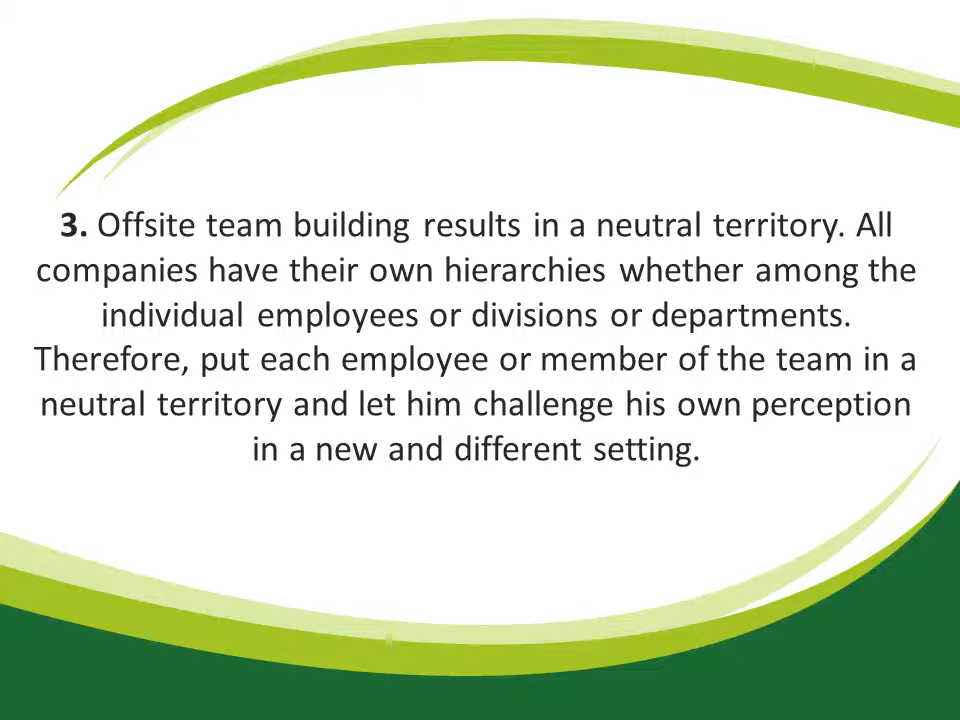 3. Offsite team building results in a neutral territory. All
companies have their own hierarchies whether among the
individual employees or divisions or departments.
Therefore, put each employee or member of the team in a
neutral territory and let him challenge his own perception
in a new and different setting.